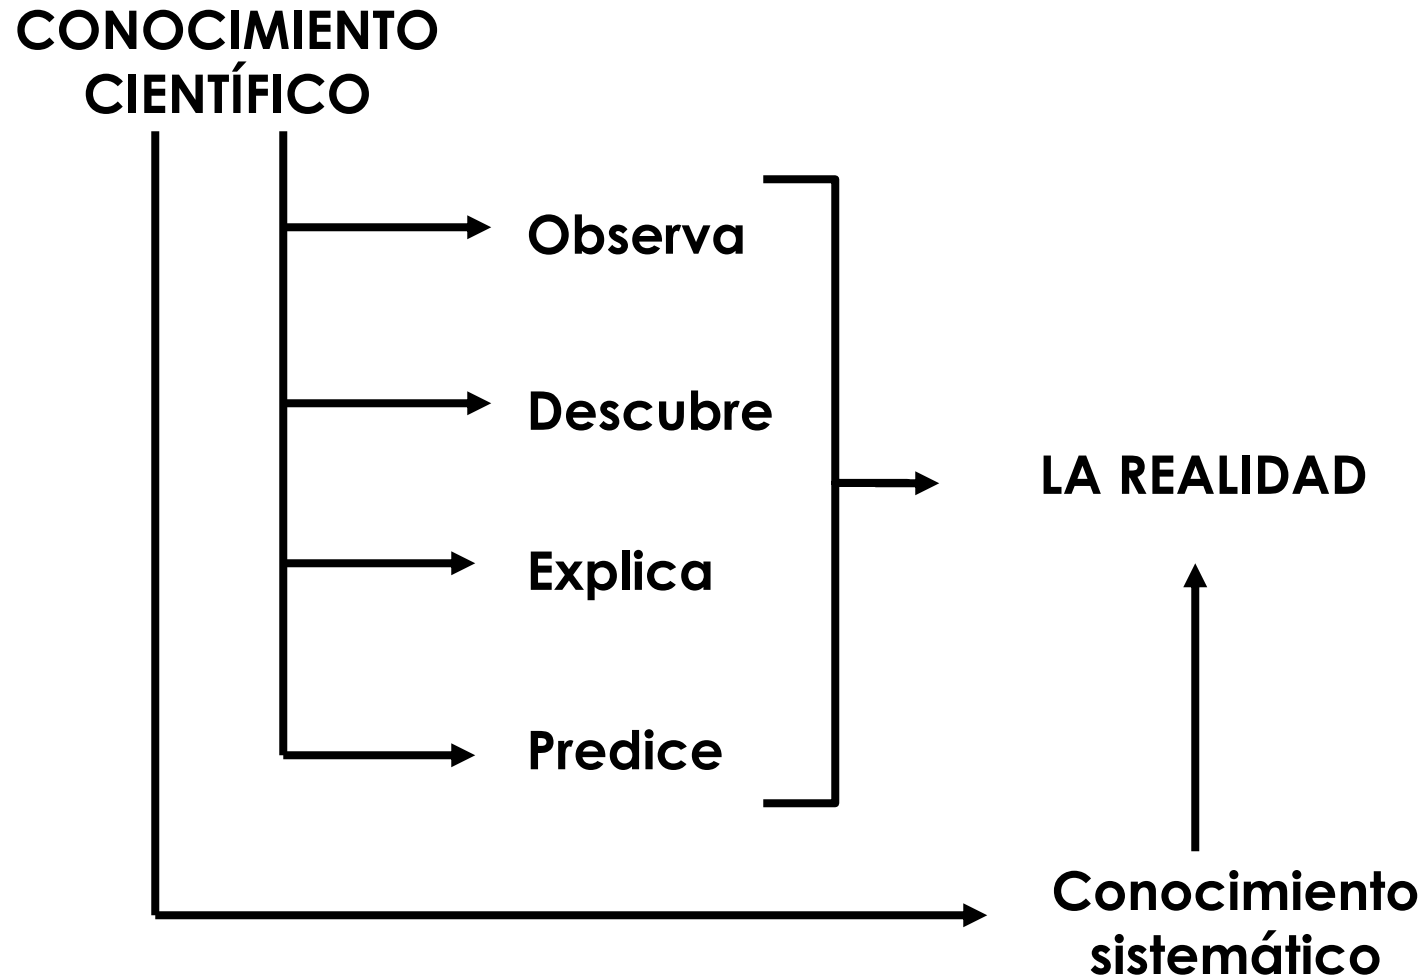 CONOCIMIENTO
CIENTÍFICO
Observa
Descubre
LA REALIDAD
Explica
Predice
Conocimiento
sistemático